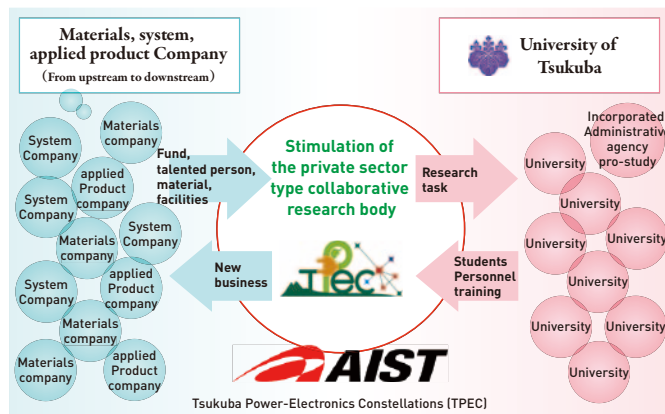 Materials, system,
applied product Company
(From upstream to downstream)
University of
Tsukuba
System
Company
Materials
company
applied
Product
company
System
Company
System
Company
Materials
company
System
Company
applied
Product
company
Materials
company
Materials
company
applied
Product
company
Fund,
talented person,
material,
facilities
New
business
Stimulation of
the private sector
type collaborative
research body
TPEC
AIST
Research
task
Students
Personnel
training
Incorporated
Administrative
agency
pro-study
University
University
University
University
University
University
University
University
Tsukuba Power-Electronics Constellations (TPEC)